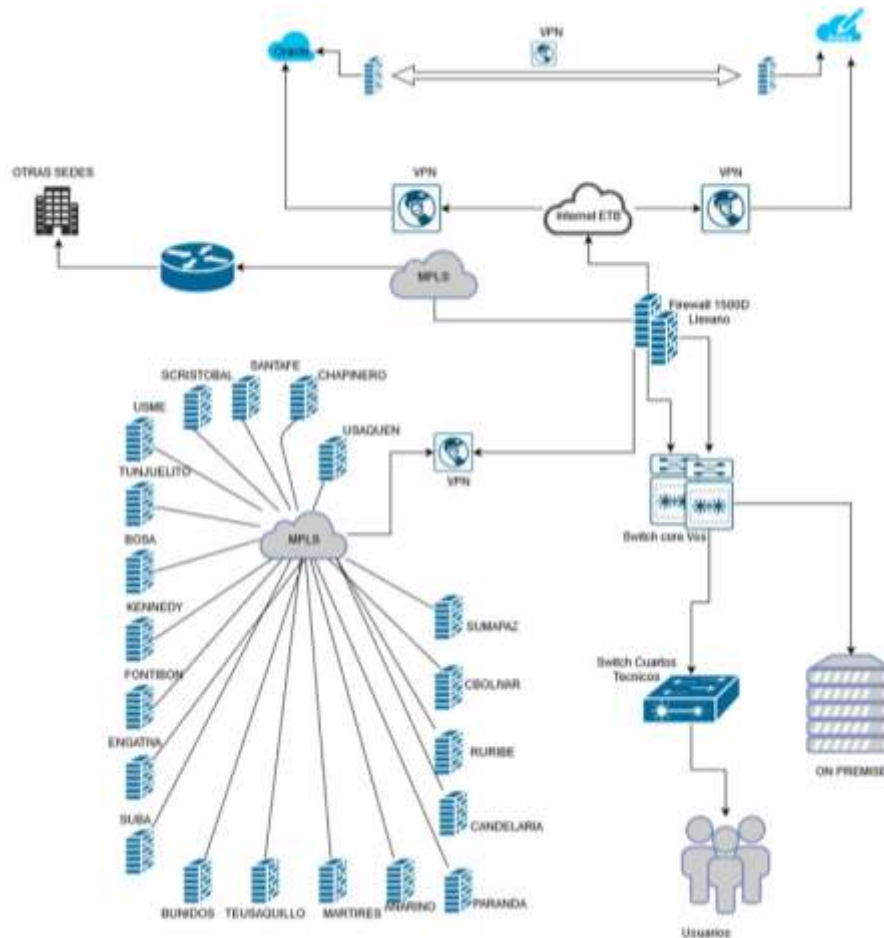 VPN
Oracle
VPN
VPN
OTRAS SEDES
Internet ETB
MPLS
Firewall 1500D
Lievano
SANTAFE
SCRISTOBAL
CHAPINERO
USME
USAQUEN
TUNJUELITO
VPN
BOSA
MPLS
Switch core Vss
KENNEDY
SUMAPAZ
FONTIBON
Switch Cuartos
Tecnicos
CBOLIVAR
ENGATIVA
RURIBE
ON PREMISE
SUBA
CANDELARIA
BUNIDOS
TEUSAQUILLO
MARTIRES
ANARINO
PARANDA
Usuarios